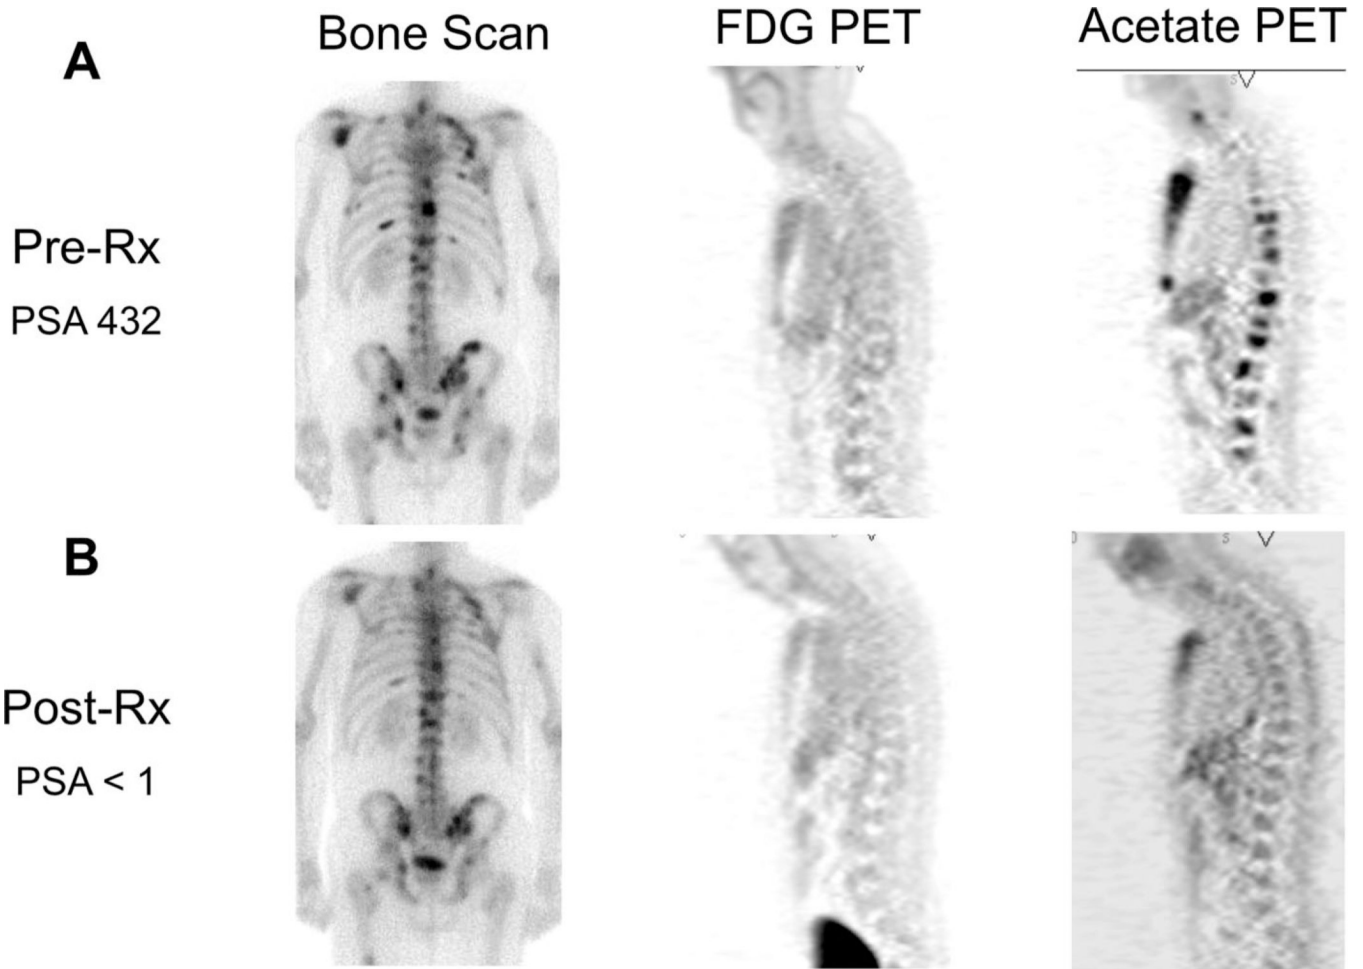 Bone Scan FDG PET Acetate PET
A
Pre-Rx
PSA 432
B
Post-Rx
PSA < 1
S